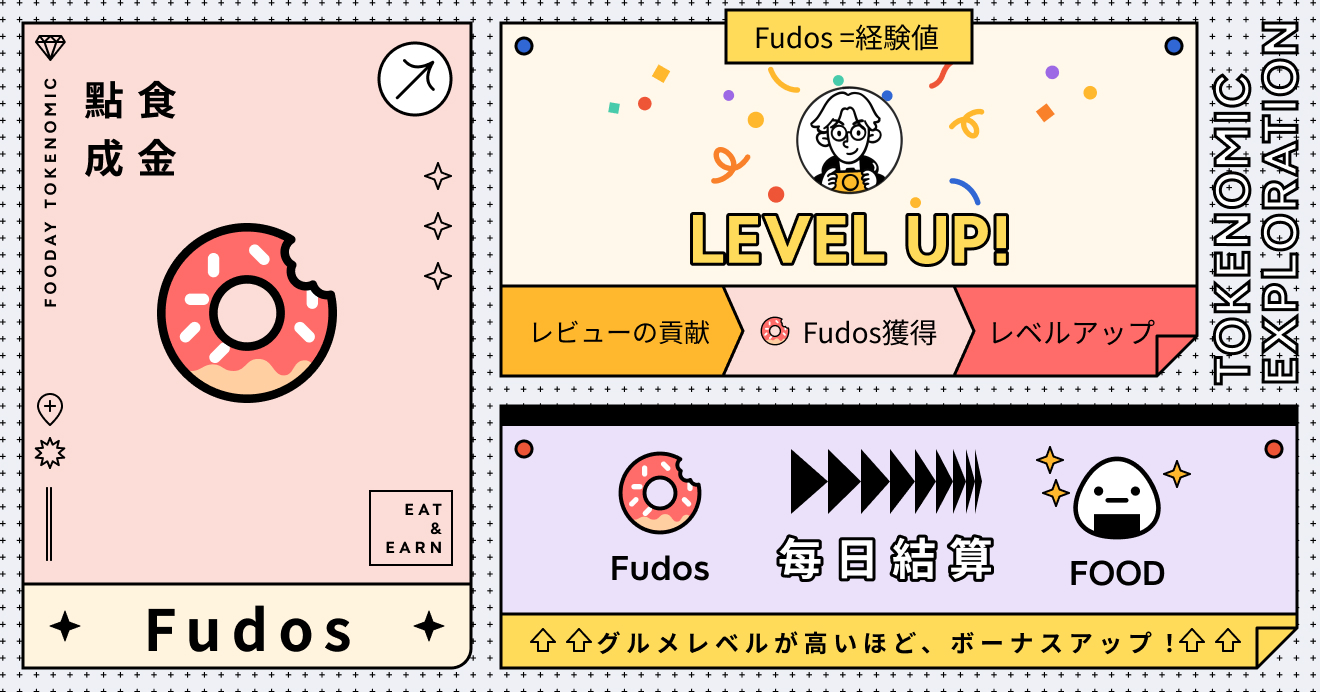 FOODAY TOKENOMIC
點食
成金
EAT
&
EARN
Fudos
Fudos =経験値
LEVEL UP!
レビューの貢献
Fudos獲得
レベルアップ
TOKENOMIC
EXPLORATION
Fudos
每日結算
FOOD
グルメレベルが高いほど、ボーナスアップ !